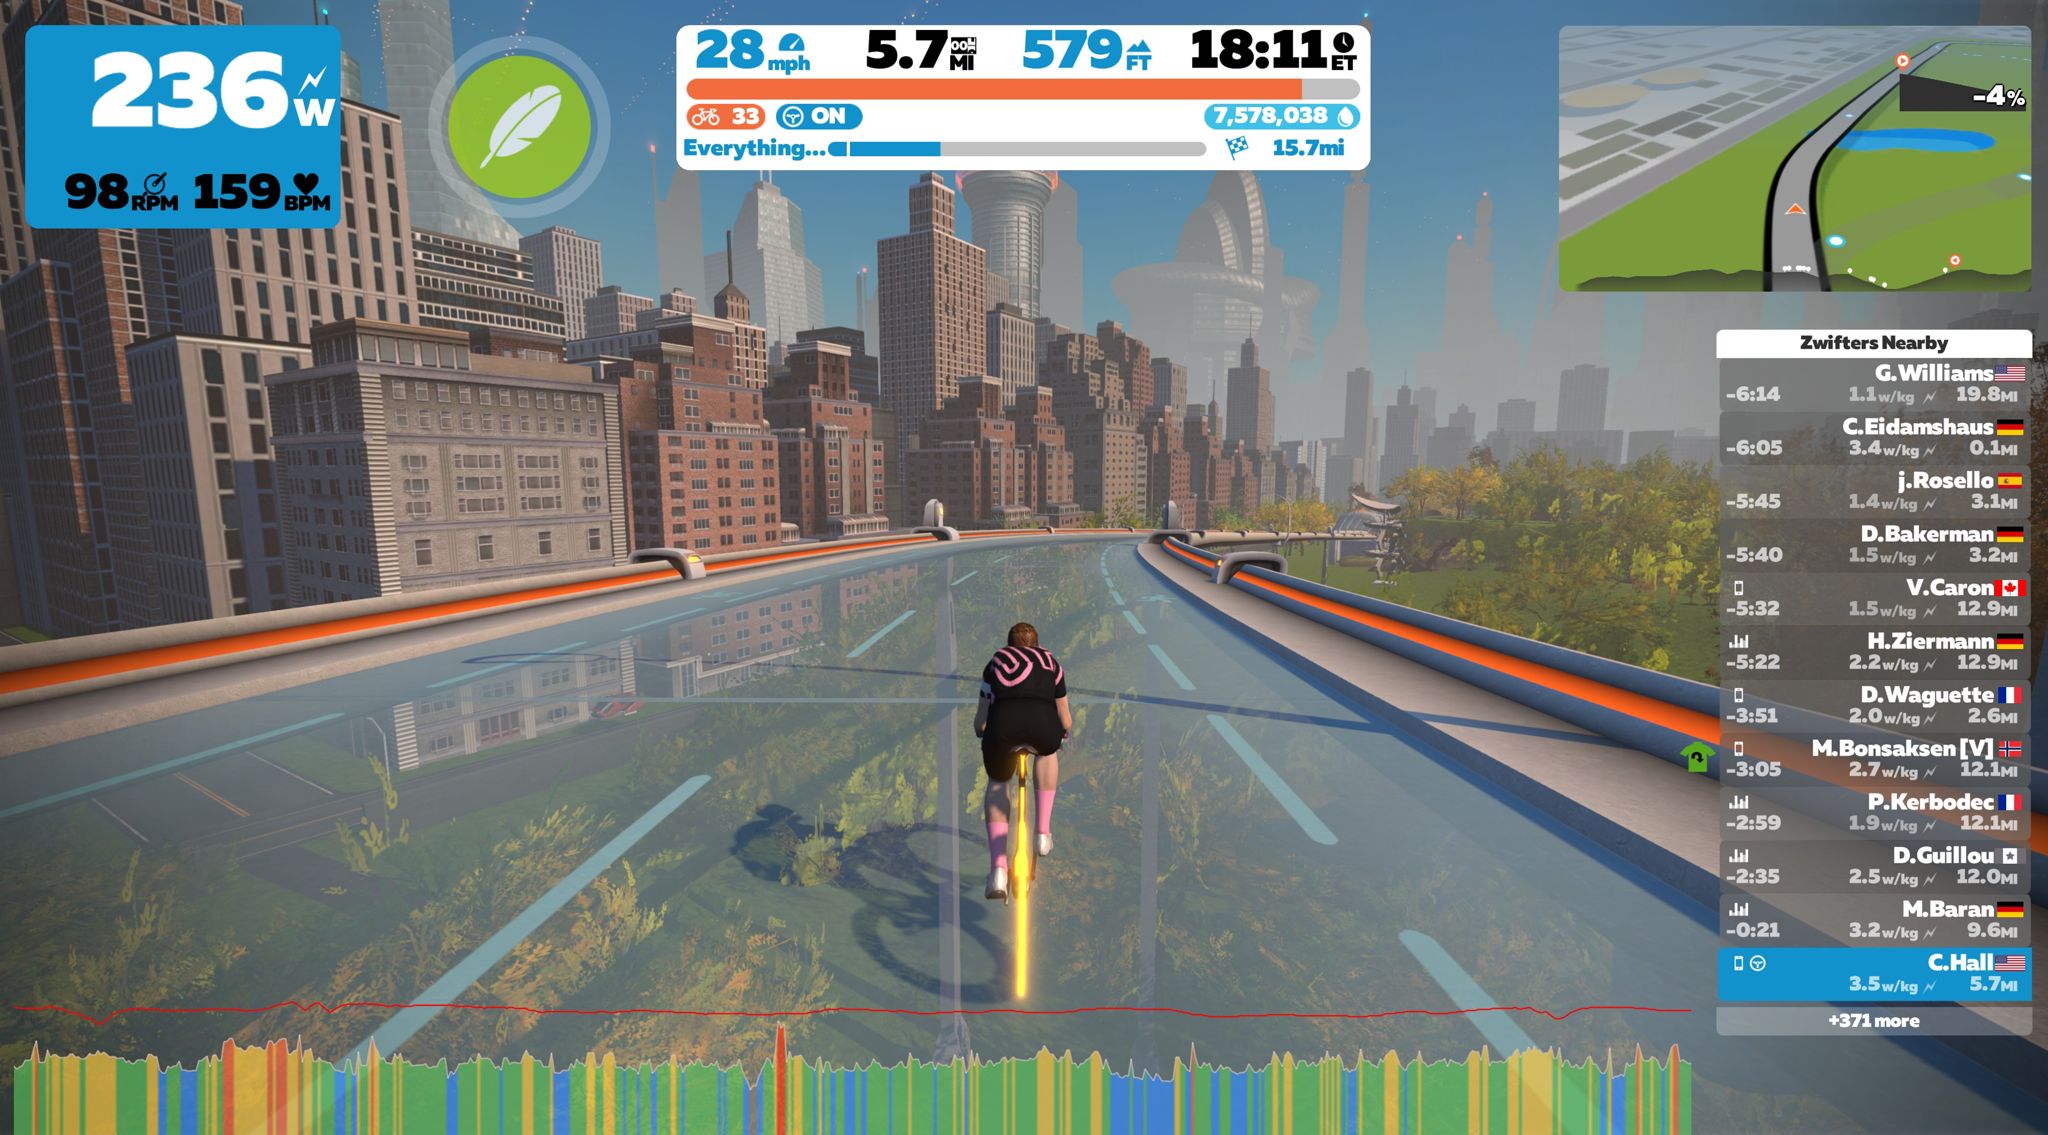 236 W
98 RPM 159 BPM
28 mph 5.7 MI 579 FT 18:11 ET
33 ON 7,578,038
Everything... 15.7mi
-4%
Zwifters Nearby
G.Williams
-6:14 1.1w/kg 19.8MI
C.Eidamshaus
-6:05 3.4w/kg 0.1MI
j.Rosello
-5:45 1.4w/kg 3.1MI
D.Bakerman
-5:40 1.5w/kg 3.2MI
V.Caron
-5:32 1.5w/kg 12.9MI
H.Ziermann
-5:22 2.2w/kg 12.9MI
D.Waguette
-3:51 2.0w/kg 2.6MI
M.Bonsaksen [V]
-3:05 2.7w/kg 12.1MI
P.Kerbodec
-2:59 1.9w/kg 12.1MI
D.Guillou
-2:35 2.5w/kg 12.0MI
M.Baran
-0:21 3.2w/kg 9.6MI
C.Hall
3.5w/kg 5.7MI
+371 more